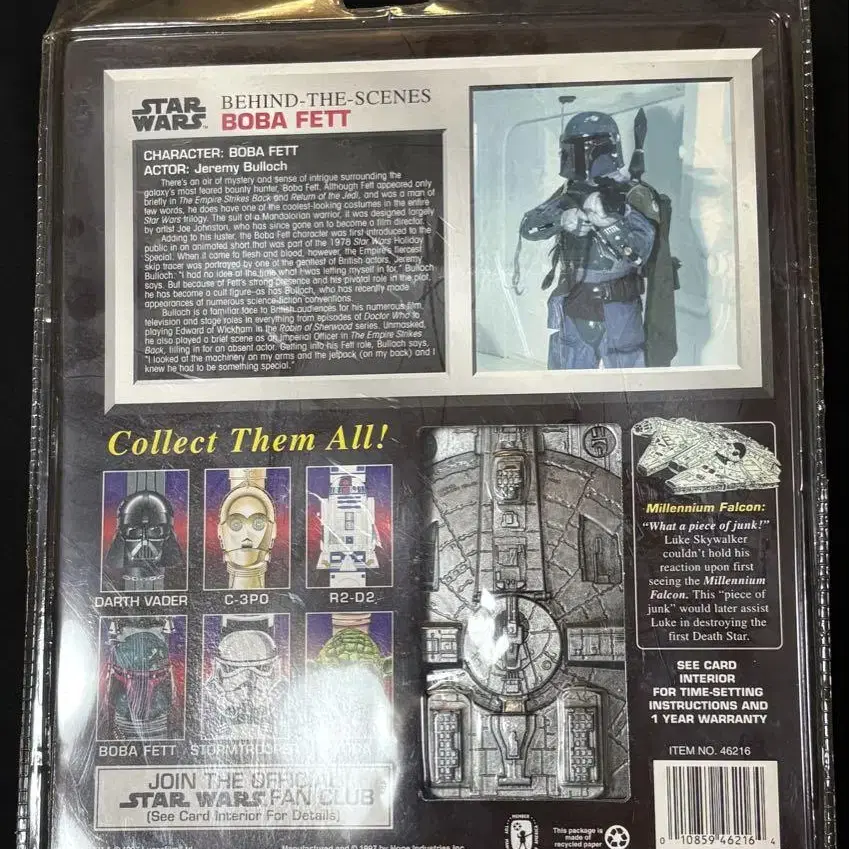 STAR WARS
BEHIND-THE-SCENES
BOBA FETT
CHARACTER: BOBA FETT
ACTOR: Jeremy Bulloch
There's an air of mystery and sense of intrigue surrounding the
galaxy's most feared bounty hunter, Boba Fett. Although Fett appeared only
briefly in The Empire Strikes Back and Return of the Jedi, and was a man of
few words, he does have one of the coolest-looking costumes in the entire
Star Wars trilogy. The suit of a Mandalorian warrior, it was designed largely
by artist Joe Johnston, who has since gone on to become a film director.
Adding to his luster, the Boba Fett character was first introduced to the
public in an animated short that was part of the 1978 Star Wars Holiday
Special. When it came to flesh and blood, however, the Empire's fiercest
skip tracer was portrayed by one of the gentlest of British actors, Jeremy
Bulloch. "I had no idea at the time what I was letting myself in for," Bulloch
says. But because of Fett's strong presence and his pivotal role in the plot,
he has become a cult figure-as has Bulloch, who has recently made
appearances of numerous science-fiction conventions.
Bulloch is a familiar face to British audiences for his numerous film,
television and stage roles in everything from episodes of Doctor Who to
playing Edward of Wickham in the Robin of Sherwood series. Unmasked,
he also played a brief scene as an Imperial Officer in The Empire Strikes
Back, filling in for an absent actor. Getting into his Fett role, Bulloch says,
"I looked at the machinery on my arms and the jetpack (on my back) and I
knew he had to be something special."
Collect Them All!
DARTH VADER
C-3PO
R2-D2
BOBA FETT
STORMTROOPER
JOIN THE OFFICIAL
STAR WARS FAN CLUB
(See Card Interior For Details)
Millennium Falcon:
"What a piece of junk!"
Luke Skywalker
couldn't hold his
reaction upon first
seeing the Millennium
Falcon. This "piece of
junk" would later assist
Luke in destroying the
first Death Star.
SEE CARD
INTERIOR
FOR TIME-SETTING
INSTRUCTIONS AND
1 YEAR WARRANTY
ITEM NO. 46216
0 10859 46216 4
This package is
made of
recycled paper
Manufactured and © 1997 by Hope Industries Inc.